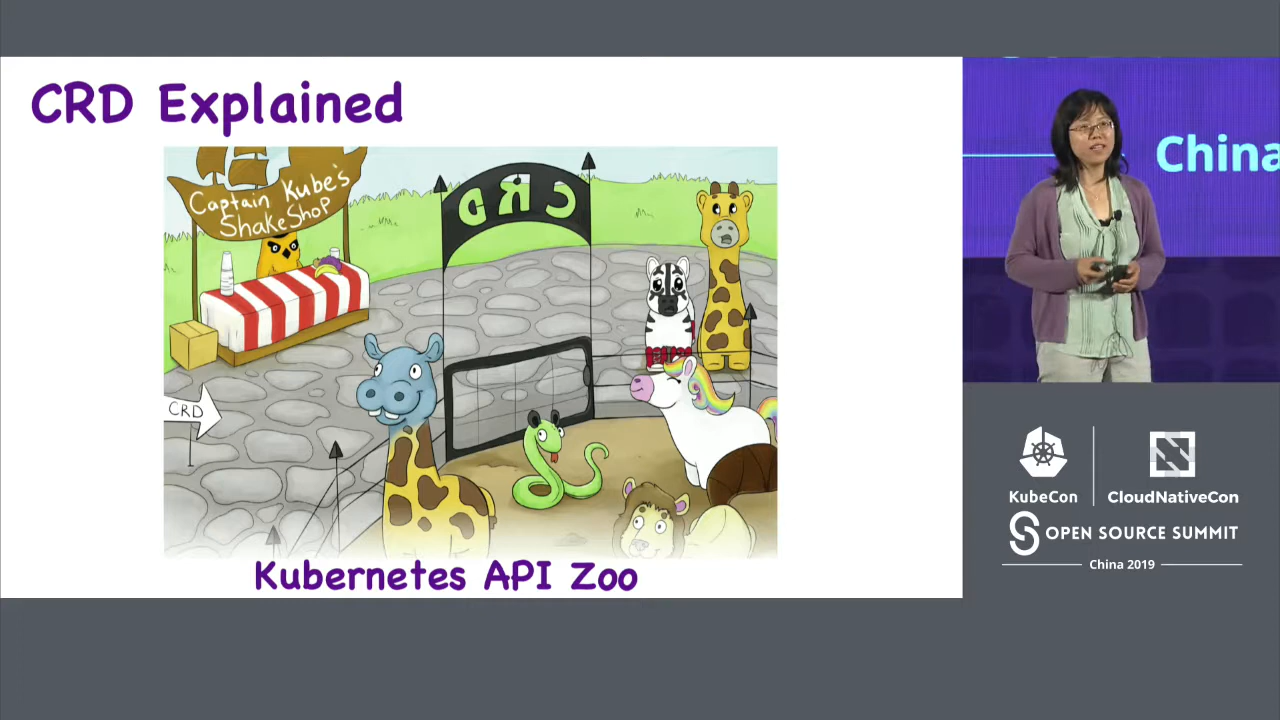 CRD Explained
Captain Kube's
ShakeShop
CRD
CRD
Kubernetes API Zoo
China
KubeCon
CloudNativeCon
OPEN SOURCE SUMMIT
China 2019